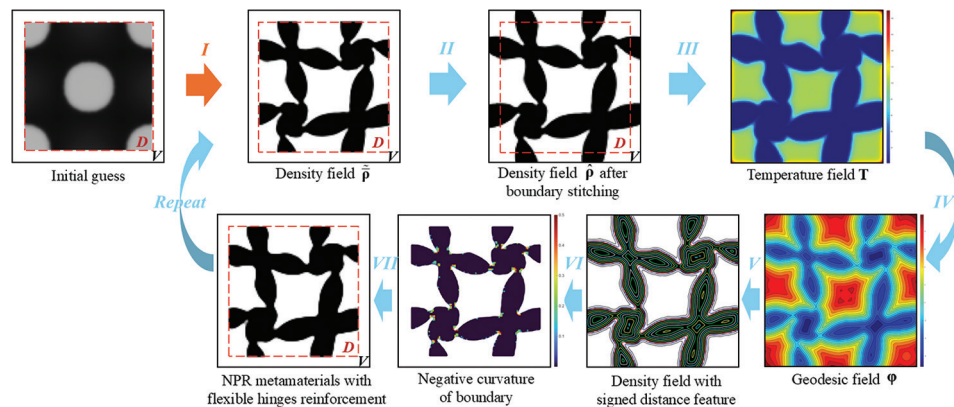 I
II
III
D
V
D
V
D
V
Initial guess
Density field ρ̃̄
Density field ρ̂ after
boundary stitching
Temperature field T
Repeat
IV
VII
VI
V
D
V
NPR metamaterials with
flexible hinges reinforcement
Negative curvature
of boundary
Density field with
signed distance feature
Geodesic field φ